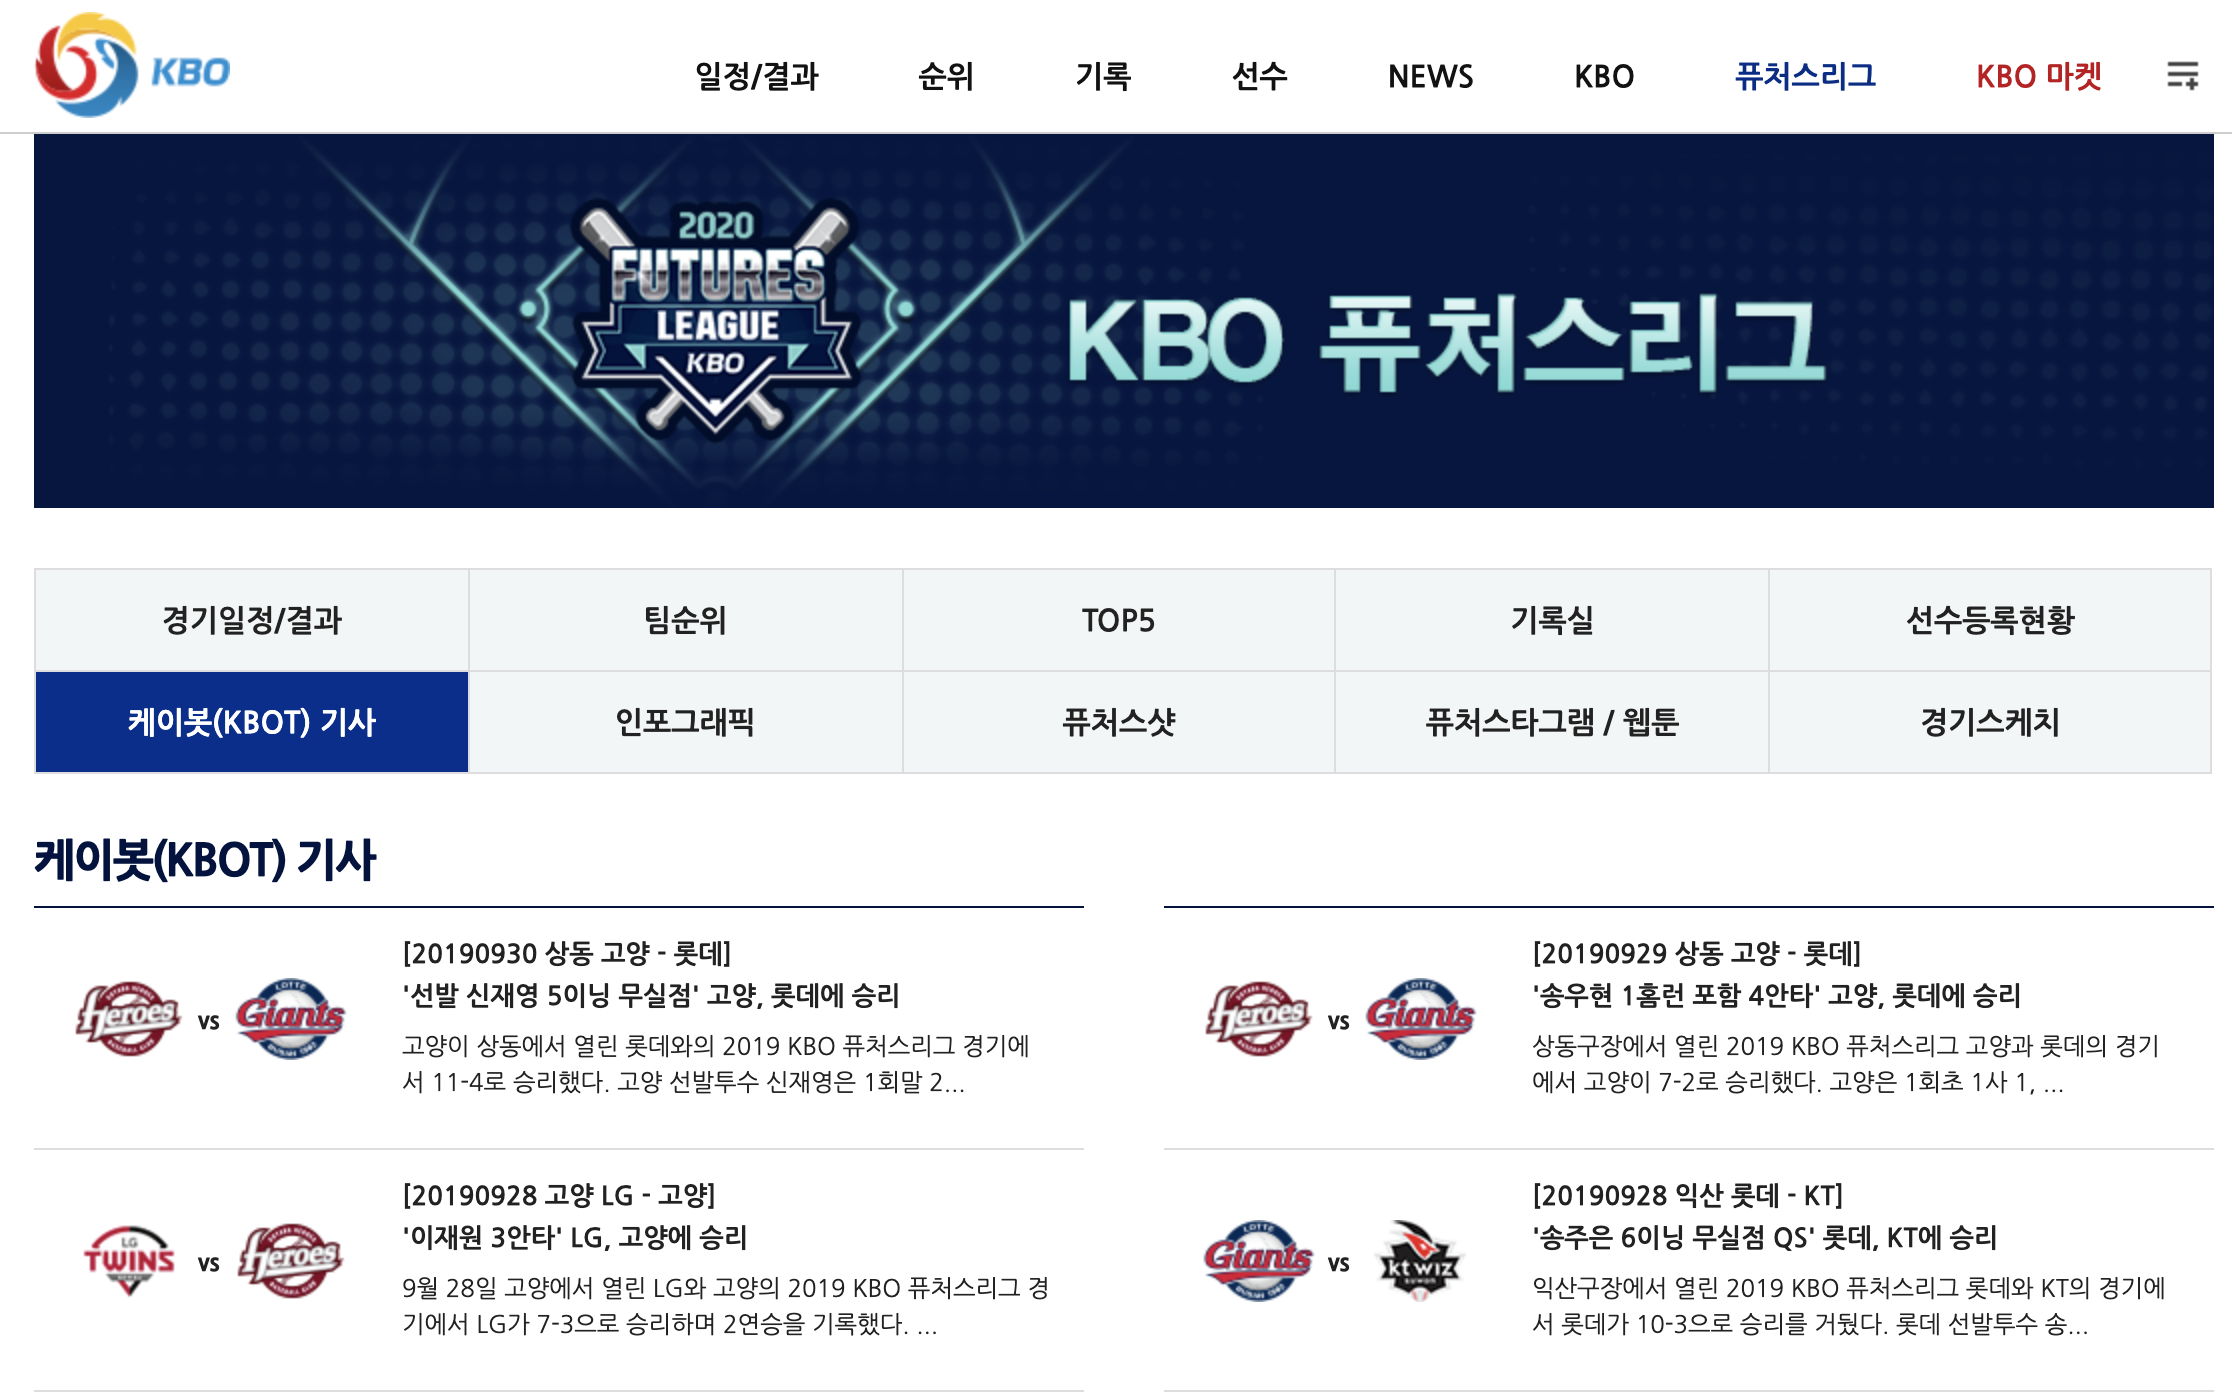 KBO
일정/결과 순위 기록 선수 NEWS KBO 퓨처스리그 KBO 마켓
2020
FUTURES
LEAGUE
KBO
KBO 퓨처스리그
경기일정/결과 팀순위 TOP5 기록실 선수등록현황
케이봇(KBOT) 기사 인포그래픽 퓨처스샷 퓨처스타그램 / 웹툰 경기스케치
케이봇(KBOT) 기사
Heroes vs LOTTE Giants
[20190930 상동 고양 - 롯데]
'선발 신재영 5이닝 무실점' 고양, 롯데에 승리
고양이 상동에서 열린 롯데와의 2019 KBO 퓨처스리그 경기에
서 11-4로 승리했다. 고양 선발투수 신재영은 1회말 2...
Heroes vs LOTTE Giants
[20190929 상동 고양 - 롯데]
'송우현 1홈런 포함 4안타' 고양, 롯데에 승리
상동구장에서 열린 2019 KBO 퓨처스리그 고양과 롯데의 경기
에서 고양이 7-2로 승리했다. 고양은 1회초 1사 1, ...
LG TWINS vs Heroes
[20190928 고양 LG - 고양]
'이재원 3안타' LG, 고양에 승리
9월 28일 고양에서 열린 LG와 고양의 2019 KBO 퓨처스리그 경
기에서 LG가 7-3으로 승리하며 2연승을 기록했다. ...
LOTTE Giants vs kt wiz
[20190928 익산 롯데 - KT]
'송주은 6이닝 무실점 QS' 롯데, KT에 승리
익산구장에서 열린 2019 KBO 퓨처스리그 롯데와 KT의 경기에
서 롯데가 10-3으로 승리를 거뒀다. 롯데 선발투수 송...